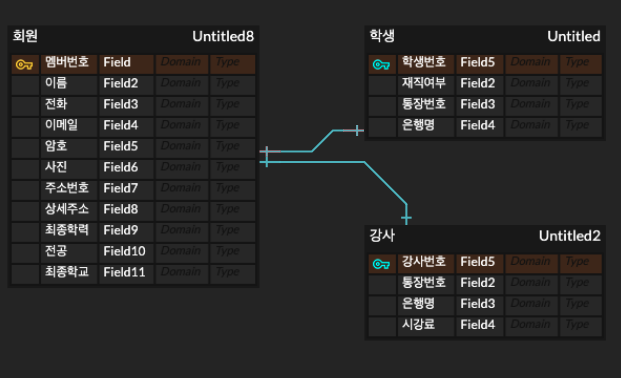 회원 Untitled8
멤버번호 Field Domain Type
이름 Field2 Domain Type
전화 Field3 Domain Type
이메일 Field4 Domain Type
암호 Field5 Domain Type
사진 Field6 Domain Type
주소번호 Field7 Domain Type
상세주소 Field8 Domain Type
최종학력 Field9 Domain Type
전공 Field10 Domain Type
최종학교 Field11 Domain Type
학생 Untitled
학생번호 Field5 Domain Type
재직여부 Field2 Domain Type
통장번호 Field3 Domain Type
은행명 Field4 Domain Type
강사 Untitled2
강사번호 Field5 Domain Type
통장번호 Field2 Domain Type
은행명 Field3 Domain Type
시강료 Field4 Domain Type